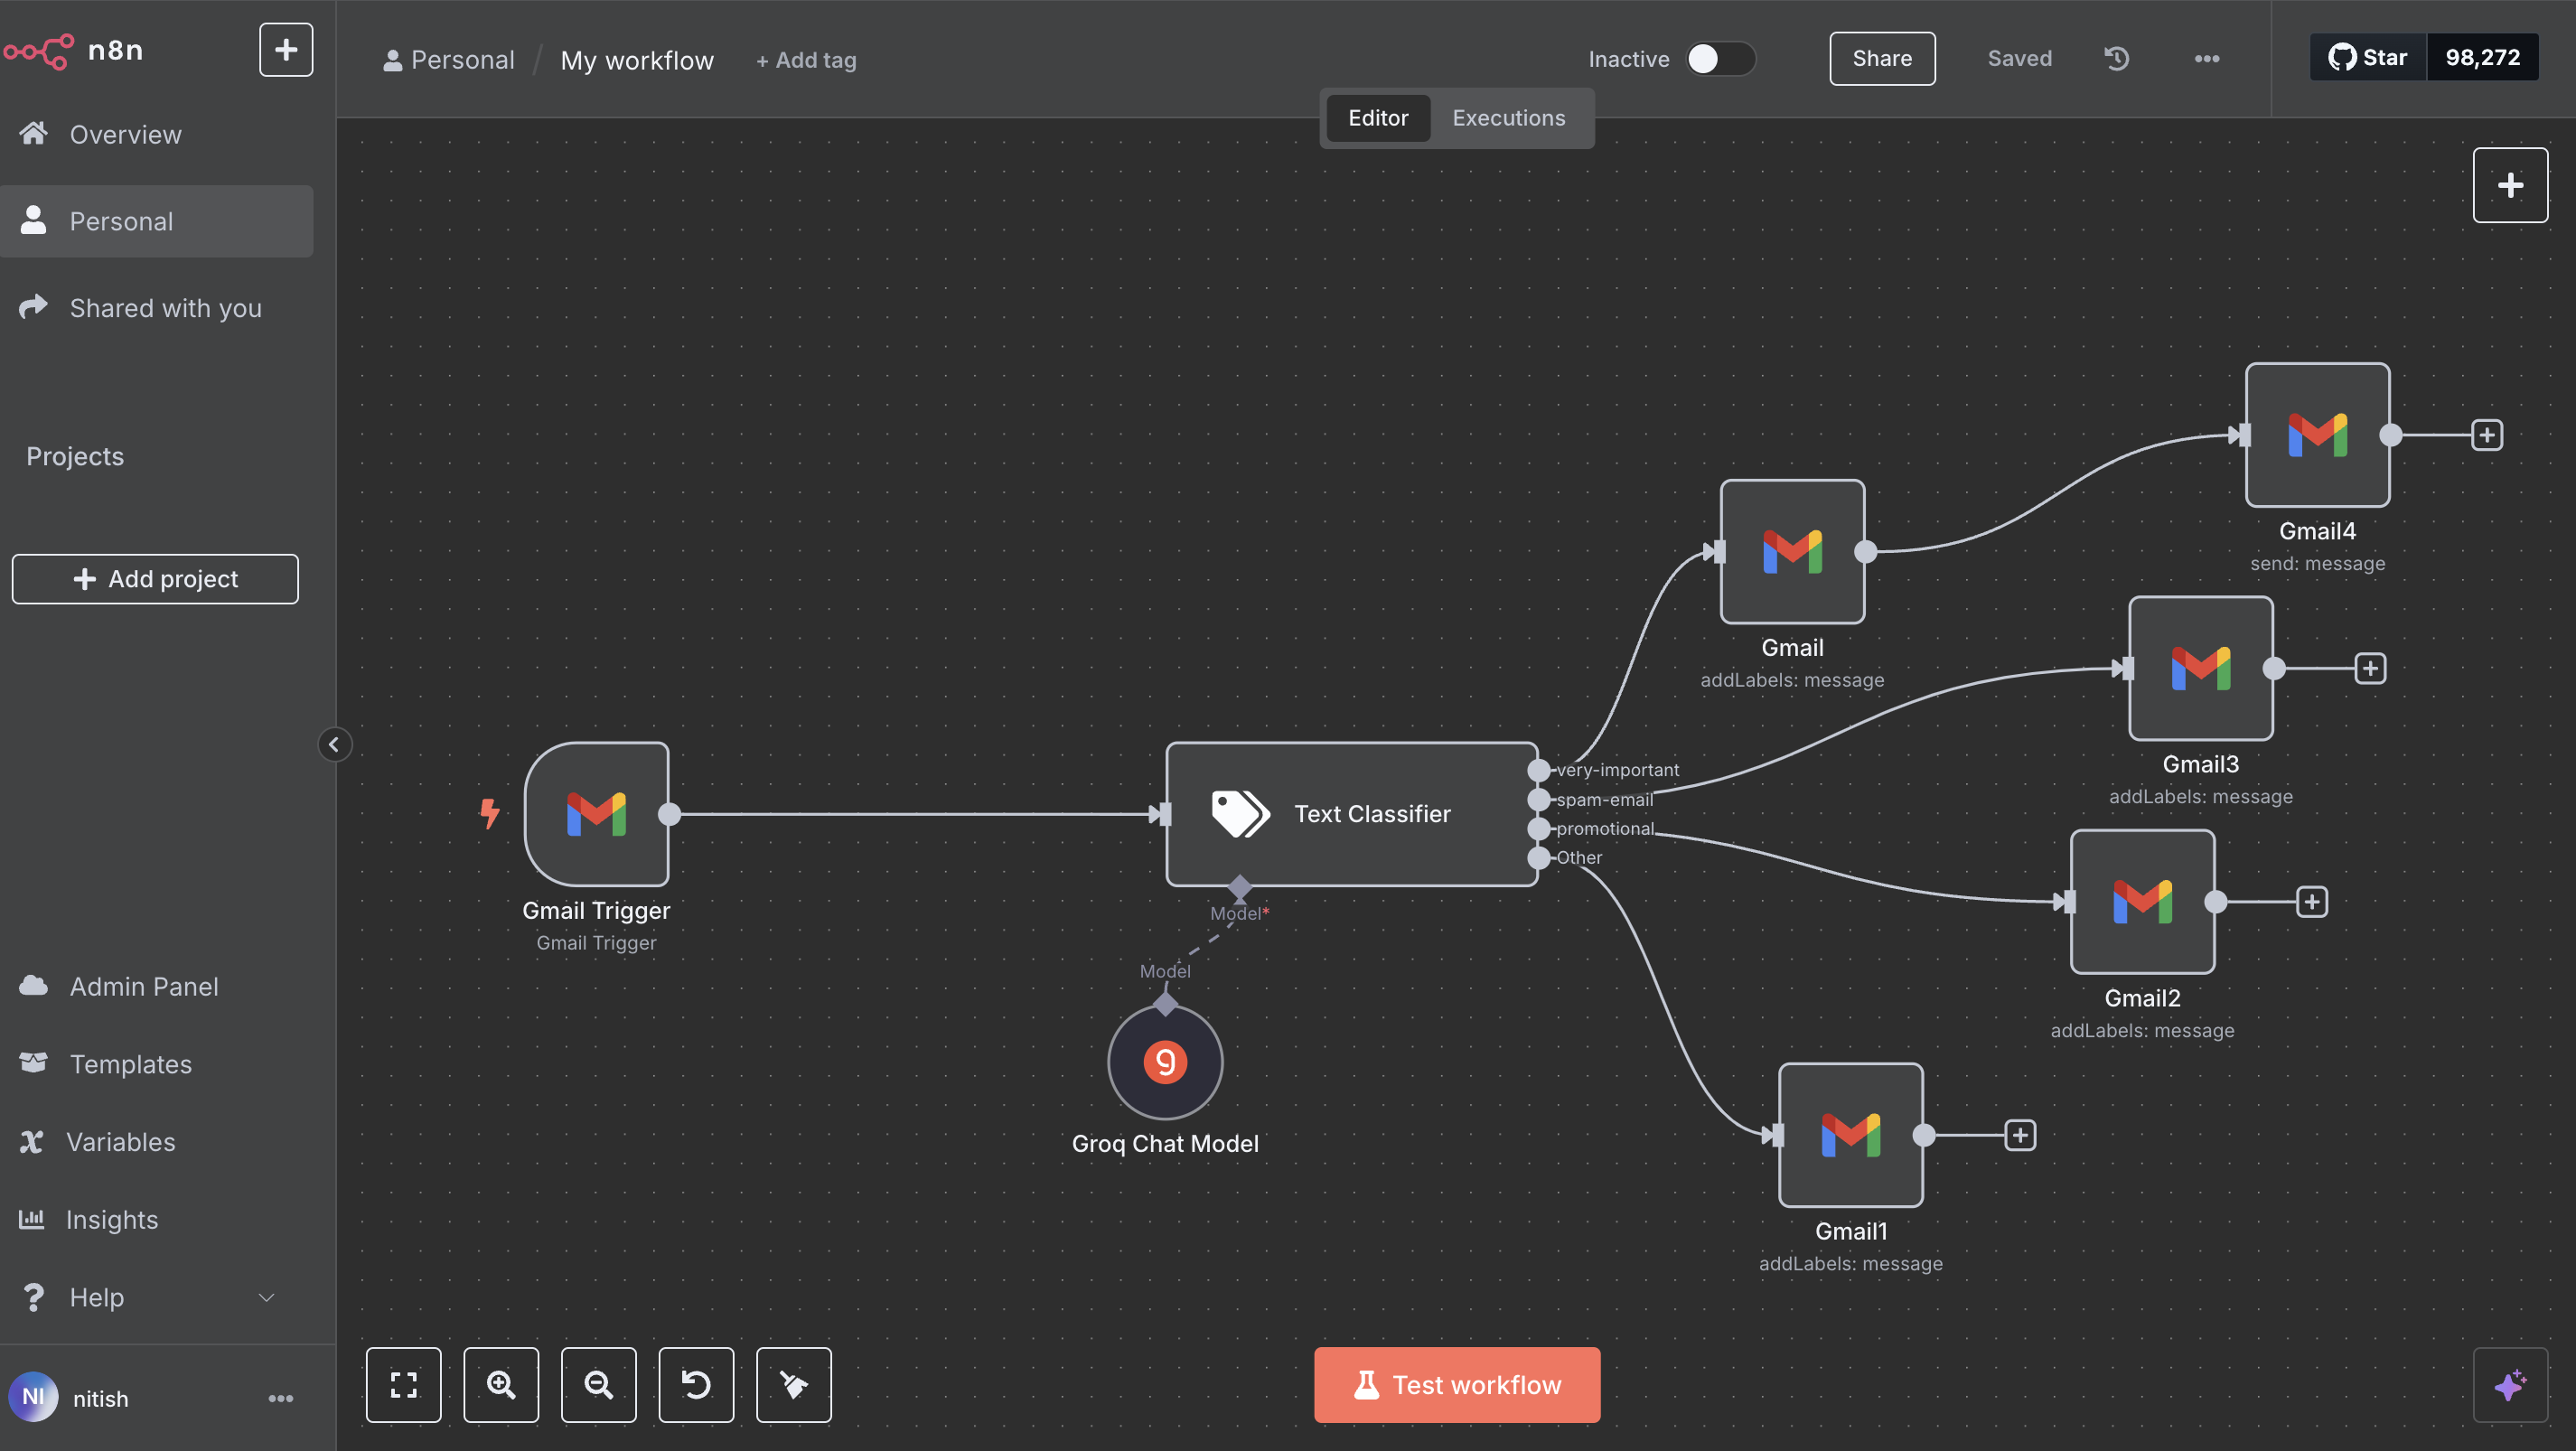 n8n
Overview
Personal
Shared with you
Projects
Add project
Admin Panel
Templates
Variables
Insights
Help
NI nitish
Personal / My workflow + Add tag
Inactive
Share
Saved
Star 98,272
Editor Executions
Gmail4
send: message
Gmail
addLabels: message
Gmail3
addLabels: message
very-important
spam-email
promotional
Other
Text Classifier
Gmail Trigger
Gmail Trigger
Model*
Model
Groq Chat Model
Gmail2
addLabels: message
Gmail1
addLabels: message
Test workflow